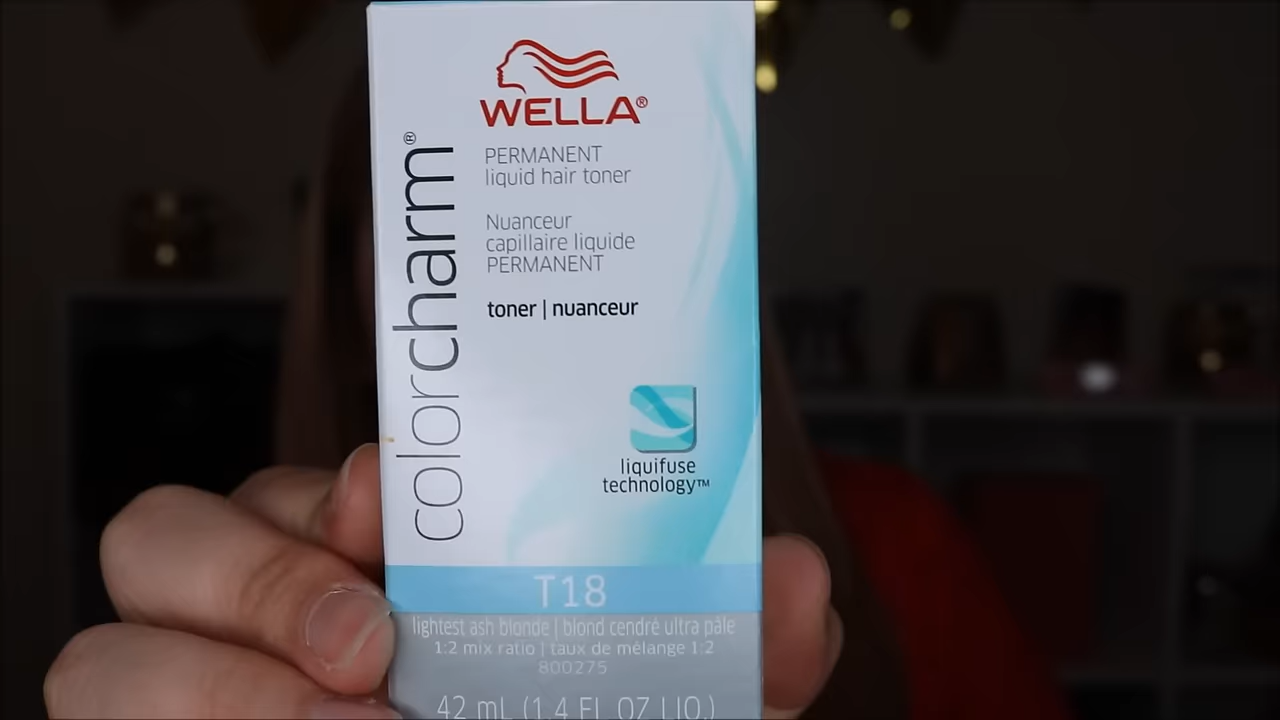 WELLA®
colorcharm®
PERMANENT
liquid hair toner
Nuanceur
capillaire liquide
PERMANENT
toner | nuanceur
liquifuse
technology™
T18
lightest ash blonde | blond cendré ultra pâle
1:2 mix ratio | taux de mélange 1:2
800275
42 mL (1.4 FL OZ LIQ.)